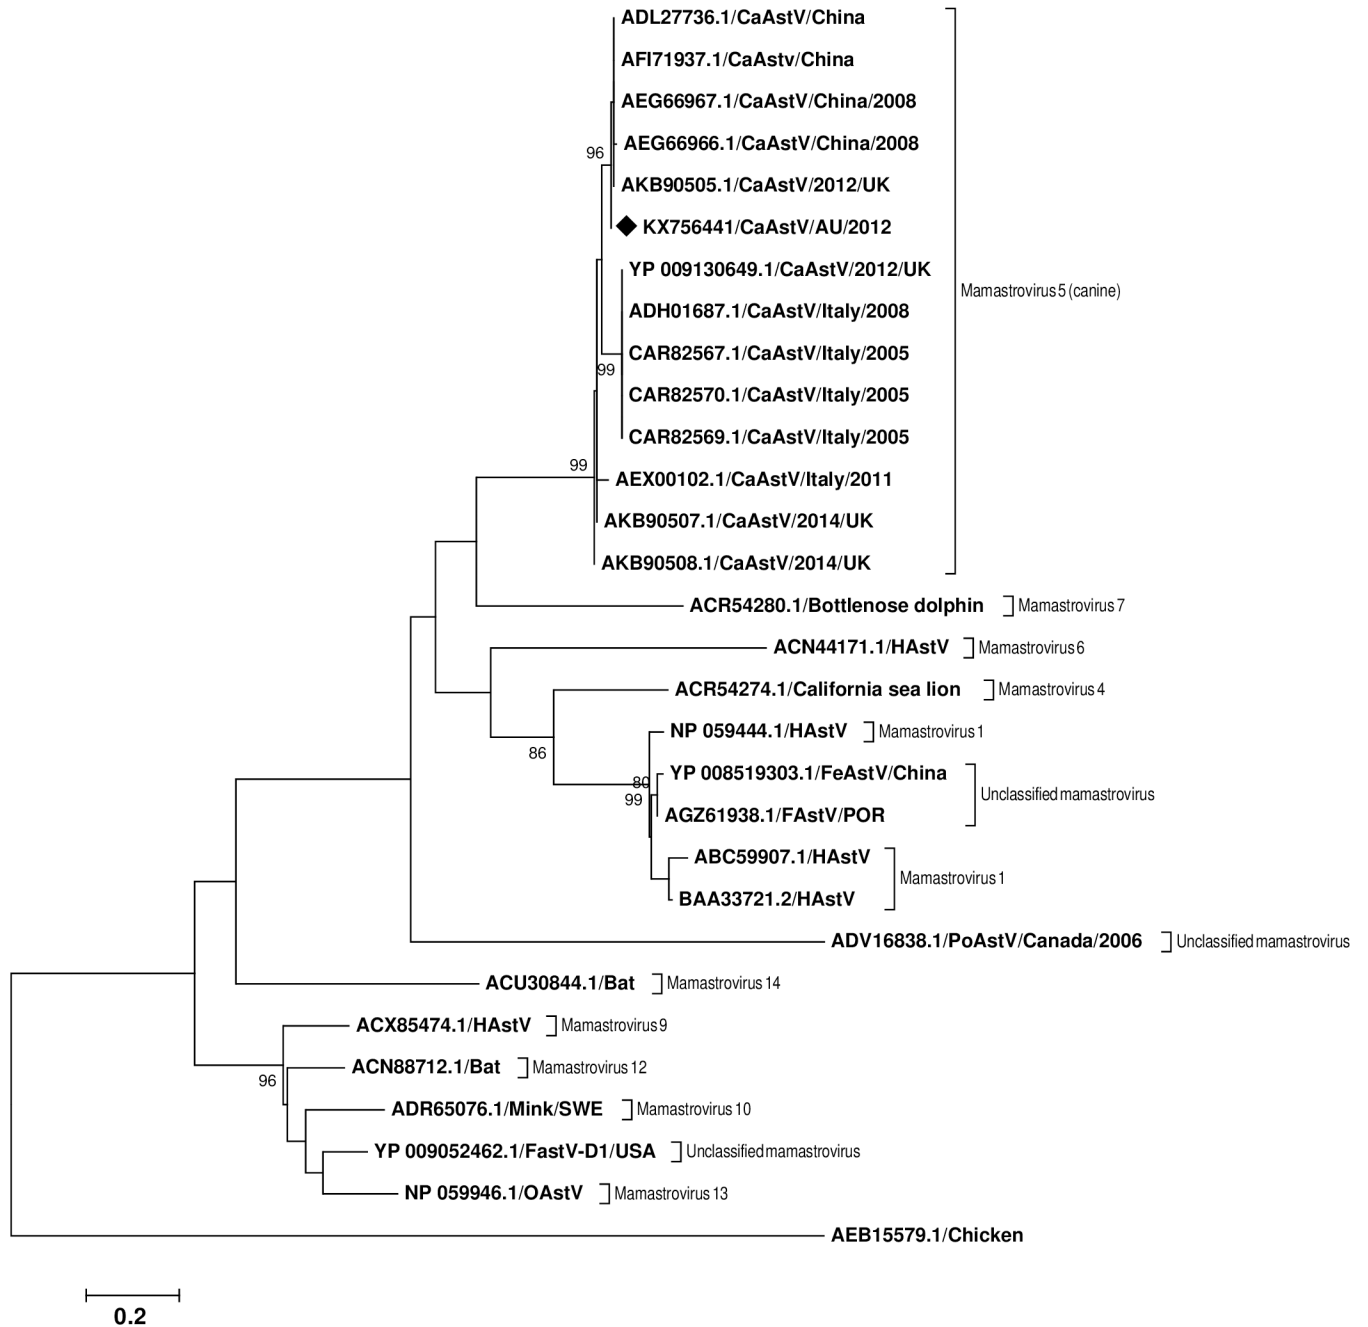 ADL27736.1/CaAstV/China
AFI71937.1/CaAstv/China
AEG66967.1/CaAstV/China/2008
96
AEG66966.1/CaAstV/China/2008
AKB90505.1/CaAstV/2012/UK
KX756441/CaAstV/AU/2012
YP 009130649.1/CaAstV/2012/UK
Mamastrovirus 5 (canine)
ADH01687.1/CaAstV/Italy/2008
CAR82567.1/CaAstV/Italy/2005
99
CAR82570.1/CaAstV/Italy/2005
CAR82569.1/CaAstV/Italy/2005
99
AEX00102.1/CaAstV/Italy/2011
AKB90507.1/CaAstV/2014/UK
AKB90508.1/CaAstV/2014/UK
ACR54280.1/Bottlenose dolphin Mamastrovirus 7
ACN44171.1/HAstV Mamastrovirus 6
ACR54274.1/California sea lion Mamastrovirus 4
NP 059444.1/HAstV Mamastrovirus 1
86
YP 008519303.1/FeAstV/China
80
Unclassified mamastrovirus
99
AGZ61938.1/FAstV/POR
ABC59907.1/HAstV
Mamastrovirus 1
BAA33721.2/HAstV
ADV16838.1/PoAstV/Canada/2006 Unclassified mamastrovirus
ACU30844.1/Bat Mamastrovirus 14
ACX85474.1/HAstV Mamastrovirus 9
ACN88712.1/Bat Mamastrovirus 12
96
ADR65076.1/Mink/SWE Mamastrovirus 10
YP 009052462.1/FastV-D1/USA Unclassified mamastrovirus
NP 059946.1/OAstV Mamastrovirus 13
AEB15579.1/Chicken
0.2